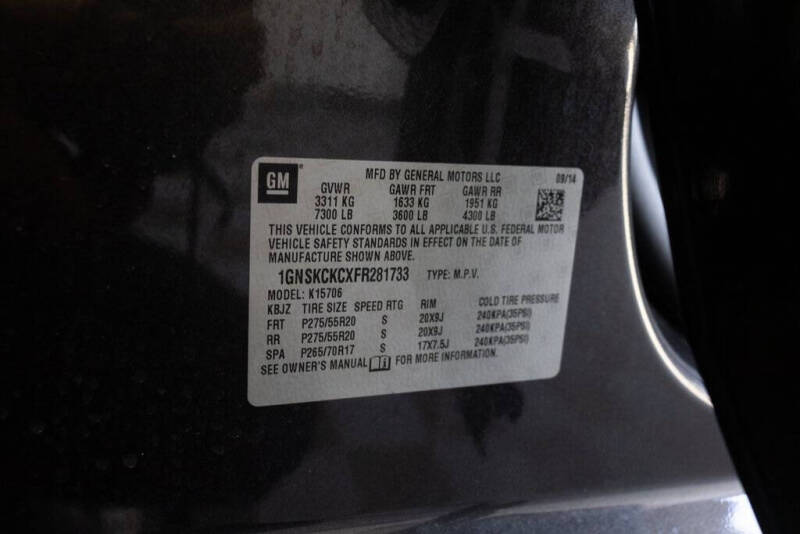 GM ® MFD BY GENERAL MOTORS LLC 09/14
GVWR GAWR FRT GAWR RR
3311 KG 1633 KG 1951 KG
7300 LB 3600 LB 4300 LB
THIS VEHICLE CONFORMS TO ALL APPLICABLE U.S. FEDERAL MOTOR
VEHICLE SAFETY STANDARDS IN EFFECT ON THE DATE OF
MANUFACTURE SHOWN ABOVE.
1GNSKCKCXFR281733 TYPE: M.P.V.
MODEL: K15706
KBJZ TIRE SIZE SPEED RTG RIM COLD TIRE PRESSURE
FRT P275/55R20 S 20X9J 240KPA(35PSI)
RR P275/55R20 S 20X9J 240KPA(35PSI)
SPA P265/70R17 S 17X7.5J 240KPA(35PSI)
SEE OWNER'S MANUAL FOR MORE INFORMATION.